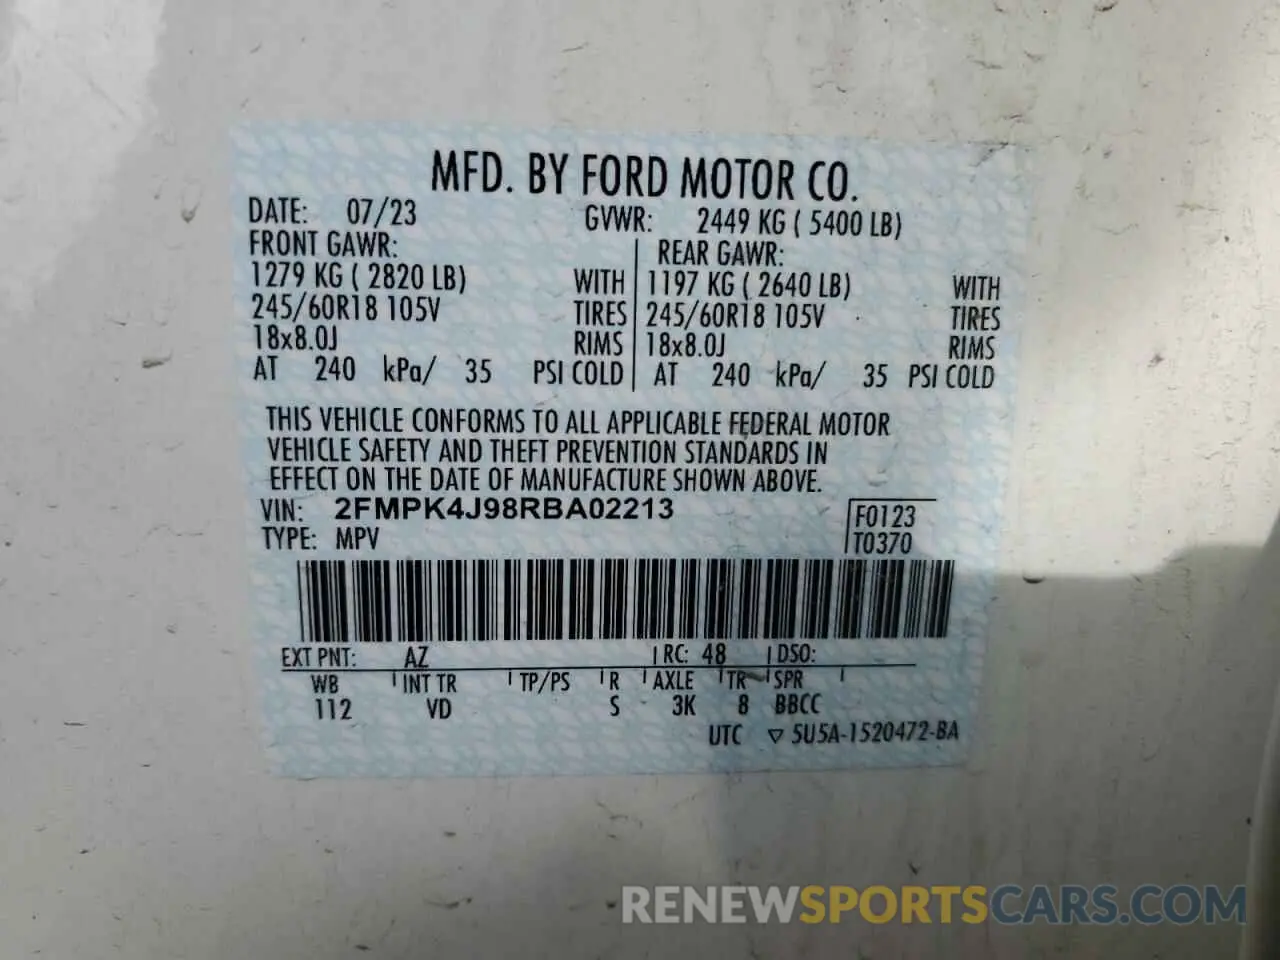 MFD. BY FORD MOTOR CO.
DATE: 07/23 GVWR: 2449 KG ( 5400 LB)
FRONT GAWR: REAR GAWR:
1279 KG ( 2820 LB) WITH 1197 KG ( 2640 LB) WITH
245/60R18 105V TIRES 245/60R18 105V TIRES
18x8.0J RIMS 18x8.0J RIMS
AT 240 kPa/ 35 PSI COLD AT 240 kPa/ 35 PSI COLD
THIS VEHICLE CONFORMS TO ALL APPLICABLE FEDERAL MOTOR
VEHICLE SAFETY AND THEFT PREVENTION STANDARDS IN
EFFECT ON THE DATE OF MANUFACTURE SHOWN ABOVE.
VIN: 2FMPK4J98RBA02213 F0123
TYPE: MPV T0370
EXT PNT: AZ RC: 48 DSO:
WB INT TR TP/PS R AXLE TR SPR
112 VD S 3K 8 BBCC
UTC ▽ 5U5A-1520472-BA
RENEWSPORTSCARS.COM